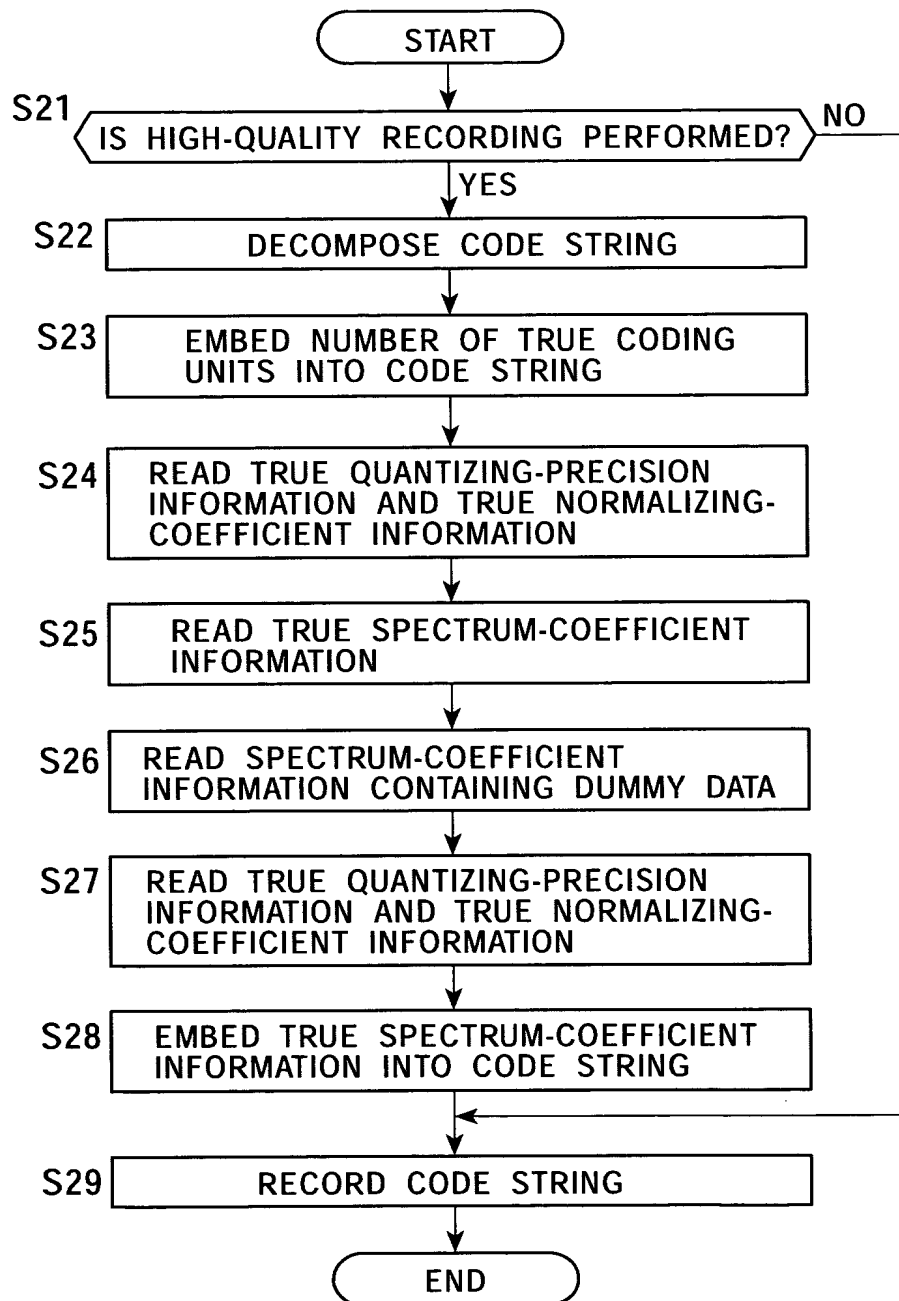 START
S21
IS HIGH-QUALITY RECORDING PERFORMED?
NO
YES
S22
DECOMPOSE CODE STRING
S23
EMBED NUMBER OF TRUE CODING
UNITS INTO CODE STRING
S24
READ TRUE QUANTIZING-PRECISION
INFORMATION AND TRUE NORMALIZING-
COEFFICIENT INFORMATION
S25
READ TRUE SPECTRUM-COEFFICIENT
INFORMATION
S26
READ SPECTRUM-COEFFICIENT
INFORMATION CONTAINING DUMMY DATA
S27
READ TRUE QUANTIZING-PRECISION
INFORMATION AND TRUE NORMALIZING-
COEFFICIENT INFORMATION
S28
EMBED TRUE SPECTRUM-COEFFICIENT
INFORMATION INTO CODE STRING
S29
RECORD CODE STRING
END